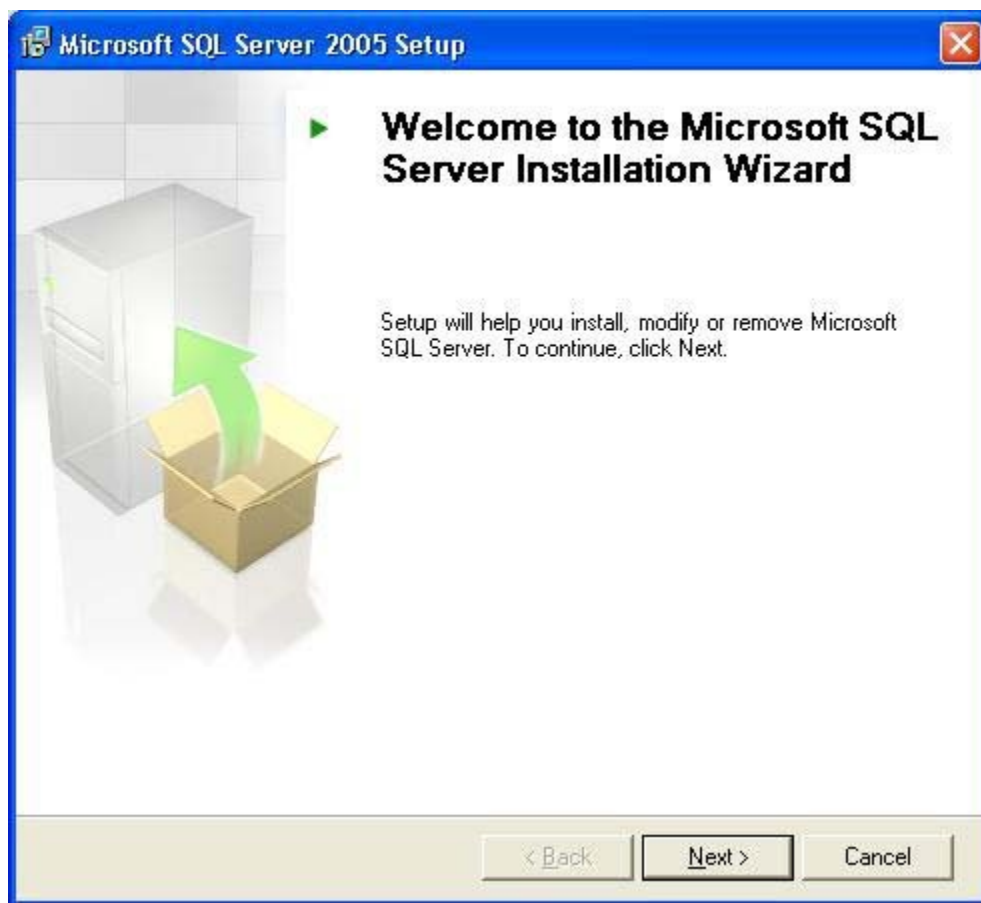 Microsoft SQL Server 2005 Setup
Welcome to the Microsoft SQL
Server Installation Wizard
Setup will help you install, modify or remove Microsoft
SQL Server. To continue, click Next.
< Back
Next >
Cancel